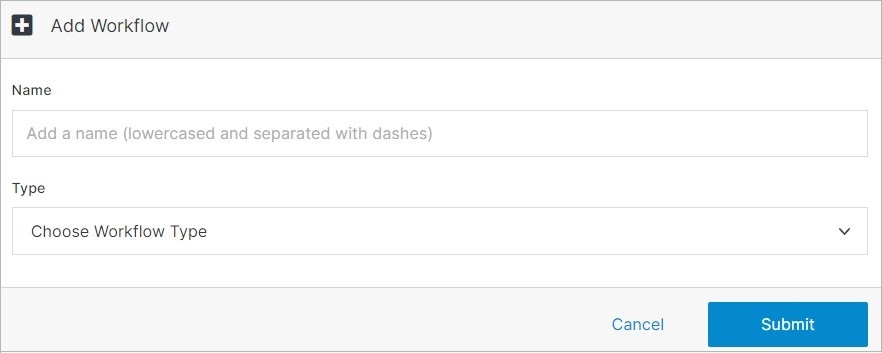 Add Workflow
Name
Add a name (lowercased and separated with dashes)
Type
Choose Workflow Type
Cancel
Submit